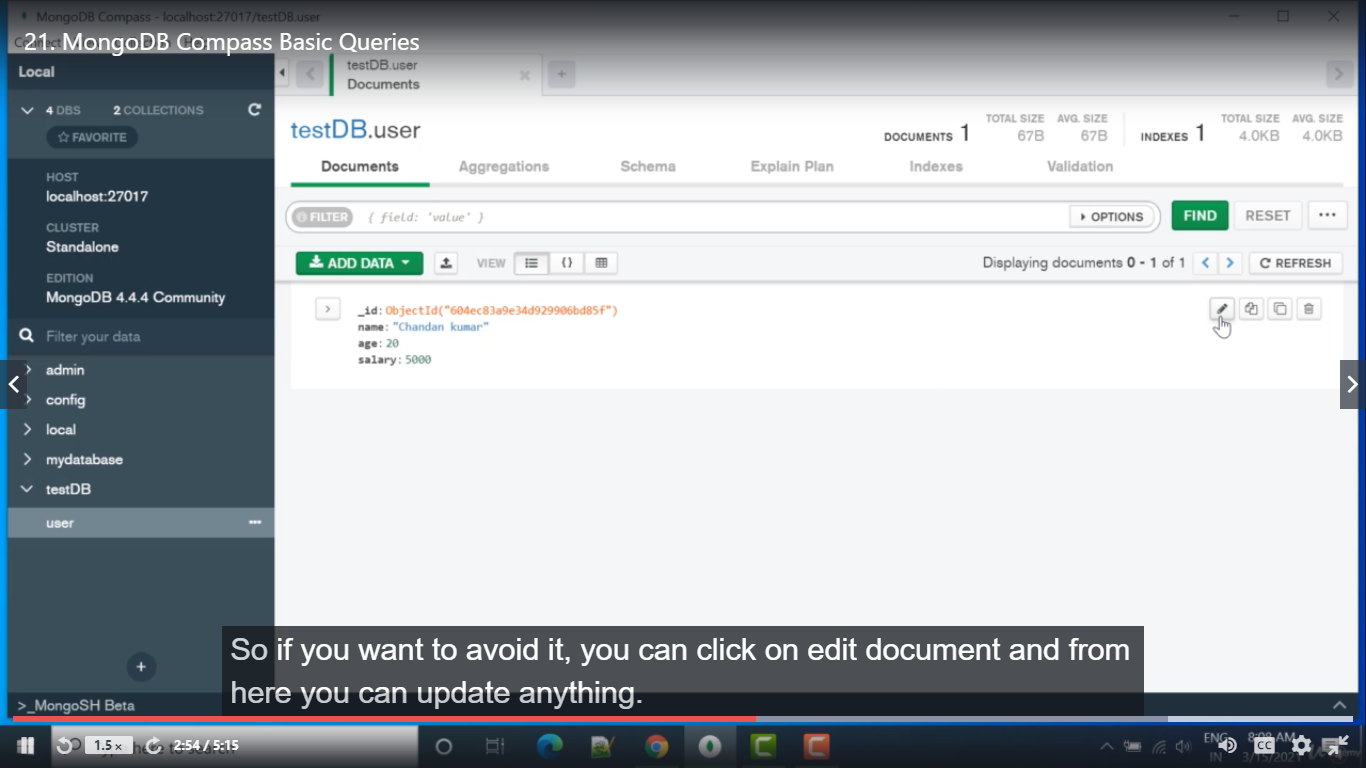 MongoDB Compass - localhost:27017/testDB.user
21. MongoDB Compass Basic Queries
Local
testDB.user
Documents
4 DBS 2 COLLECTIONS
FAVORITE
HOST
localhost:27017
CLUSTER
Standalone
EDITION
MongoDB 4.4.4 Community
Filter your data
admin
config
local
mydatabase
testDB
user
>_MongoSH Beta
testDB.user
DOCUMENTS 1 TOTAL SIZE 67B AVG. SIZE 67B INDEXES 1 TOTAL SIZE 4.0KB AVG. SIZE 4.0KB
Documents Aggregations Schema Explain Plan Indexes Validation
FILTER { field: 'value' } OPTIONS FIND RESET ...
ADD DATA VIEW {} Displaying documents 0 - 1 of 1 < > REFRESH
_id: ObjectId("604ec83a9e34d929906bd85f")
name: "Chandan kumar"
age: 20
salary: 5000
So if you want to avoid it, you can click on edit document and from
here you can update anything.
1.5x 2:54 / 5:15
ENG 8:08 AM
IN 3/15/2021
CC